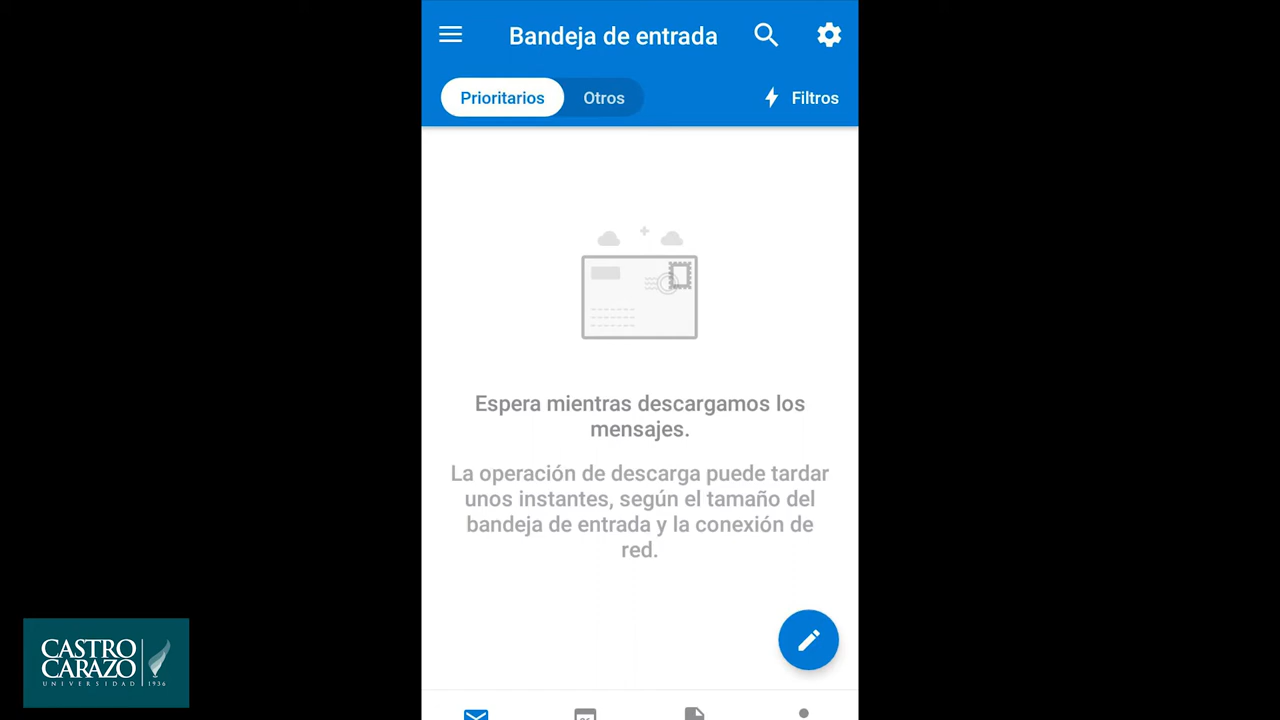 Bandeja de entrada
Prioritarios
Otros
Filtros
Espera mientras descargamos los
mensajes.
La operación de descarga puede tardar
unos instantes, según el tamaño del
bandeja de entrada y la conexión de
red.
CASTRO
CARAZO
UNIVERSIDAD 1936